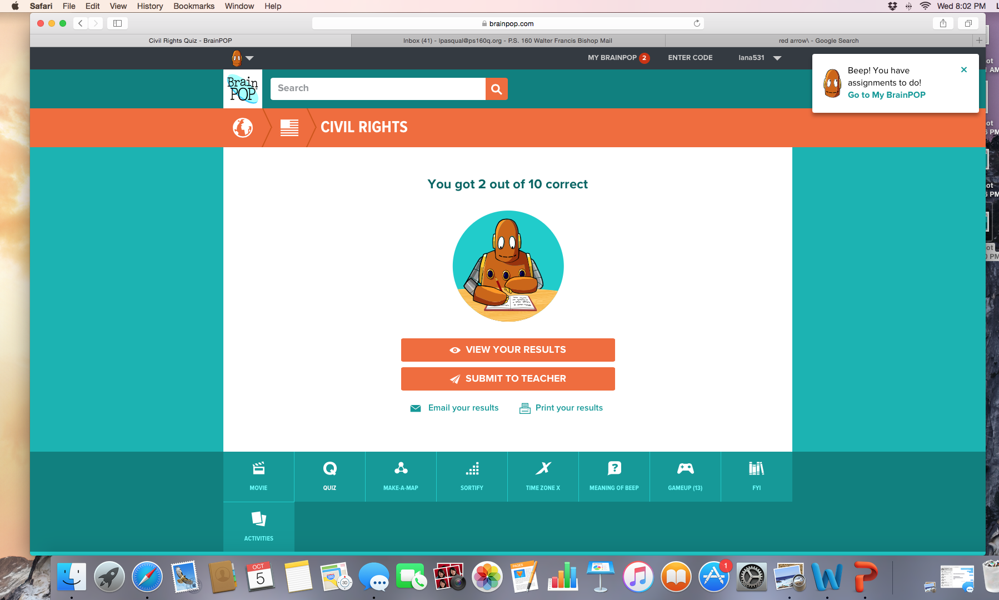 Safari File Edit View History Bookmarks Window Help
Wed 8:02 PM
brainpop.com
Civil Rights Quiz - BrainPOP
Inbox (41) - lpasqual@ps160q.org - P.S. 160 Walter Francis Bishop Mail
red arrow\ - Google Search
MY BRAINPOP 2 ENTER CODE lana531
Beep! You have
assignments to do!
Go to My BrainPOP
Brain
POP
Search
CIVIL RIGHTS
You got 2 out of 10 correct
VIEW YOUR RESULTS
SUBMIT TO TEACHER
Email your results Print your results
MOVIE QUIZ MAKE-A-MAP SORTIFY TIME ZONE X MEANING OF BEEP GAMEUP (13) FYI
ACTIVITIES
OCT
5
280
3D
PAGES
1